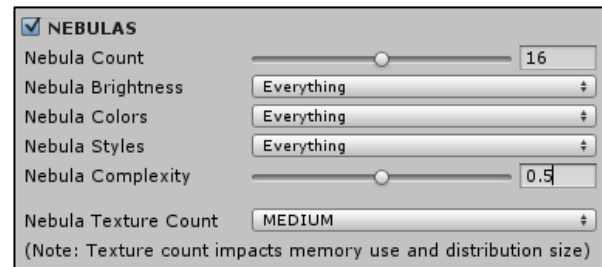 NEBULAS
Nebula Count 16
Nebula Brightness Everything
Nebula Colors Everything
Nebula Styles Everything
Nebula Complexity 0.5
Nebula Texture Count MEDIUM
(Note: Texture count impacts memory use and distribution size)